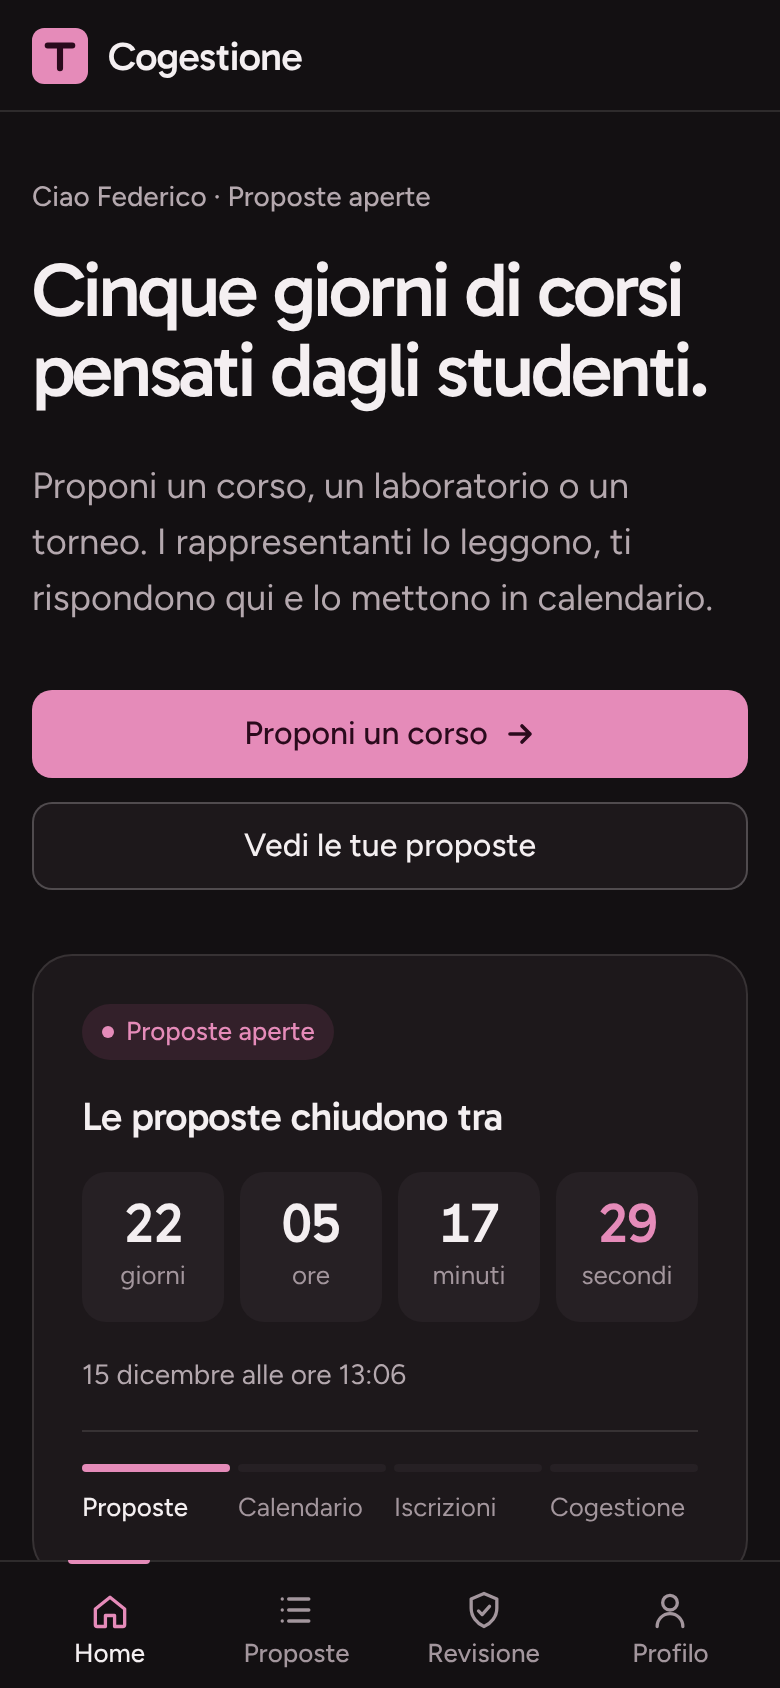 T Cogestione
Ciao Federico · Proposte aperte
Cinque giorni di corsi
pensati dagli studenti.
Proponi un corso, un laboratorio o un
torneo. I rappresentanti lo leggono, ti
rispondono qui e lo mettono in calendario.
Proponi un corso →
Vedi le tue proposte
Proposte aperte
Le proposte chiudono tra
22 05 17 29
giorni ore minuti secondi
15 dicembre alle ore 13:06
Proposte Calendario Iscrizioni Cogestione
Home Proposte Revisione Profilo